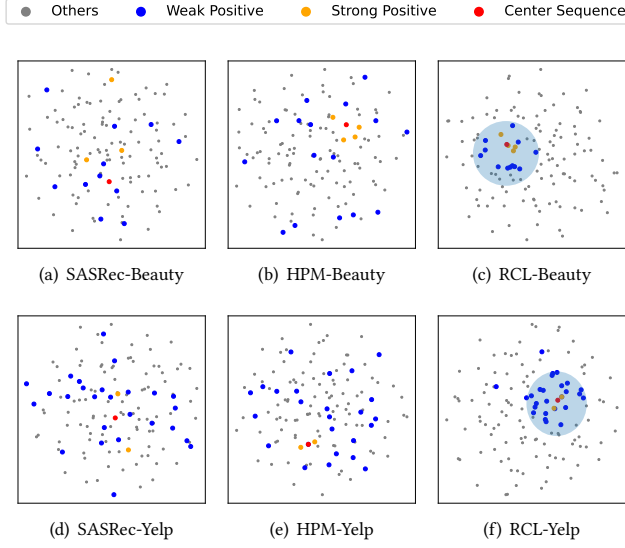 Others Weak Positive Strong Positive Center Sequence
(a) SASRec-Beauty (b) HPM-Beauty (c) RCL-Beauty
(d) SASRec-Yelp (e) HPM-Yelp (f) RCL-Yelp